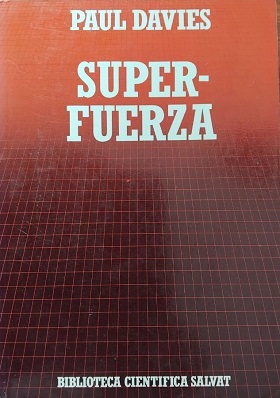 PAUL DAVIES
SUPER-
FUERZA
BIBLIOTECA CIENTIFICA SALVAT